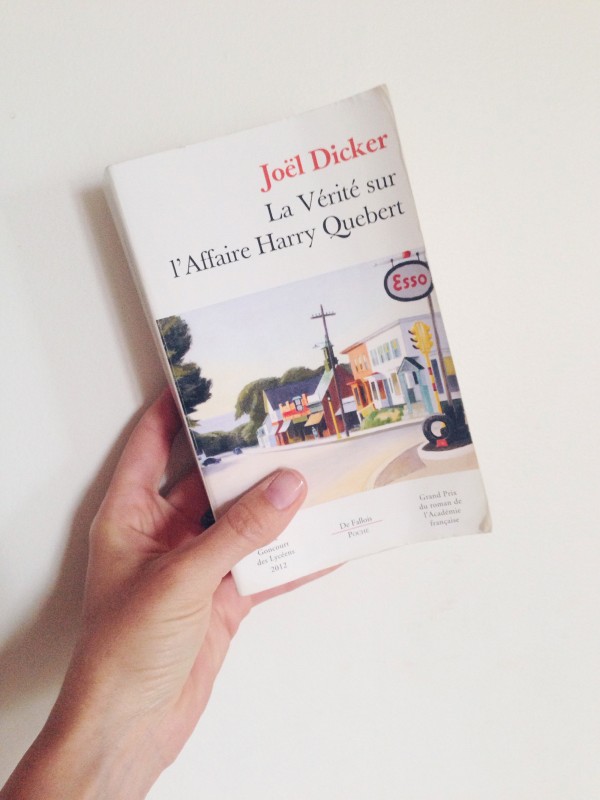 Joël Dicker
La Vérité sur
l'Affaire Harry Quebert
Esso
Goncourt
des Lycéens
2012
De Fallois
POCHE
Grand Prix
du roman de
l'Académie
française